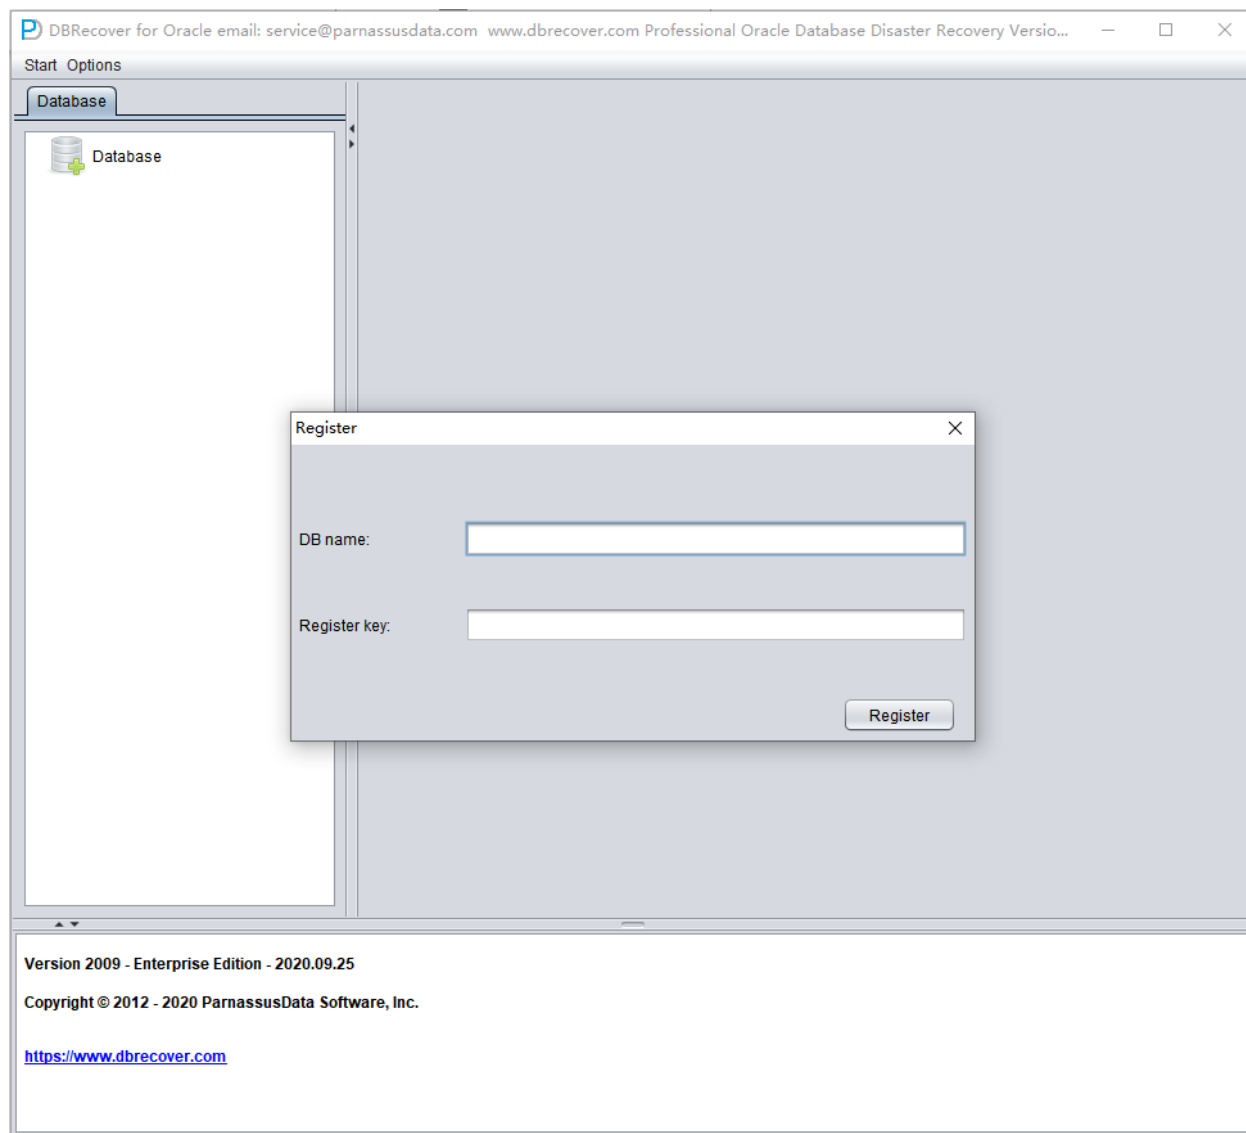 DBRecover for Oracle email: service@parnassusdata.com www.dbrecover.com Professional Oracle Database Disaster Recovery Versio...
Start Options
Database
Database
Register
DB name:
Register key:
Register
Version 2009 - Enterprise Edition - 2020.09.25
Copyright © 2012 - 2020 ParnassusData Software, Inc.
https://www.dbrecover.com